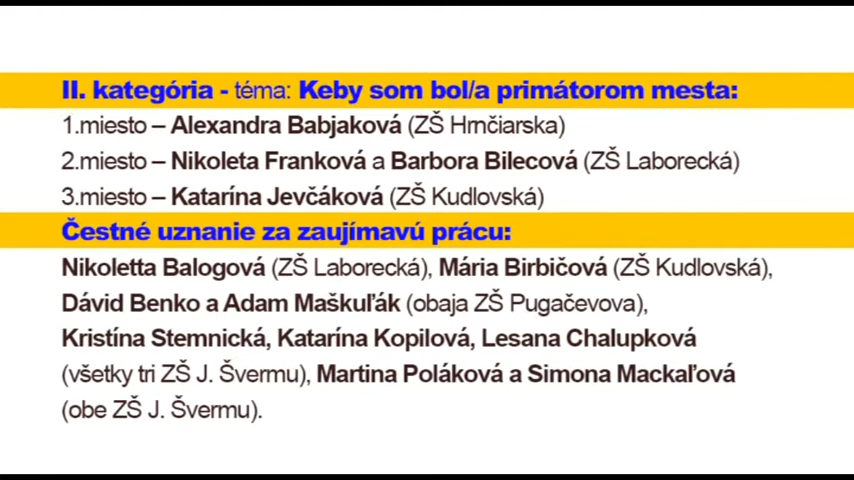 II. kategória - téma: Keby som bol/a primátorom mesta:
1.miesto – Alexandra Babjaková (ZŠ Hrnčiarska)
2.miesto – Nikoleta Franková a Barbora Bilecová (ZŠ Laborecká)
3.miesto – Katarína Jevčáková (ZŠ Kudlovská)
Čestné uznanie za zaujímavú prácu:
Nikoletta Balogová (ZŠ Laborecká), Mária Birbičová (ZŠ Kudlovská),
Dávid Benko a Adam Maškuľák (obaja ZŠ Pugačevova),
Kristína Stemnická, Katarína Kopilová, Lesana Chalupková
(všetky tri ZŠ J. Švermu), Martina Poláková a Simona Mackaľová
(obe ZŠ J. Švermu).